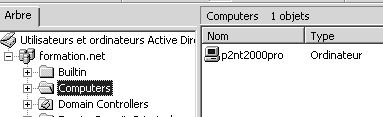 Arbre
Computers 1 objets
Utilisateurs et ordinateurs Active Dire
formation.net
Builtin
Computers
Domain Controllers
Nom Type
p2nt2000pro Ordinateur